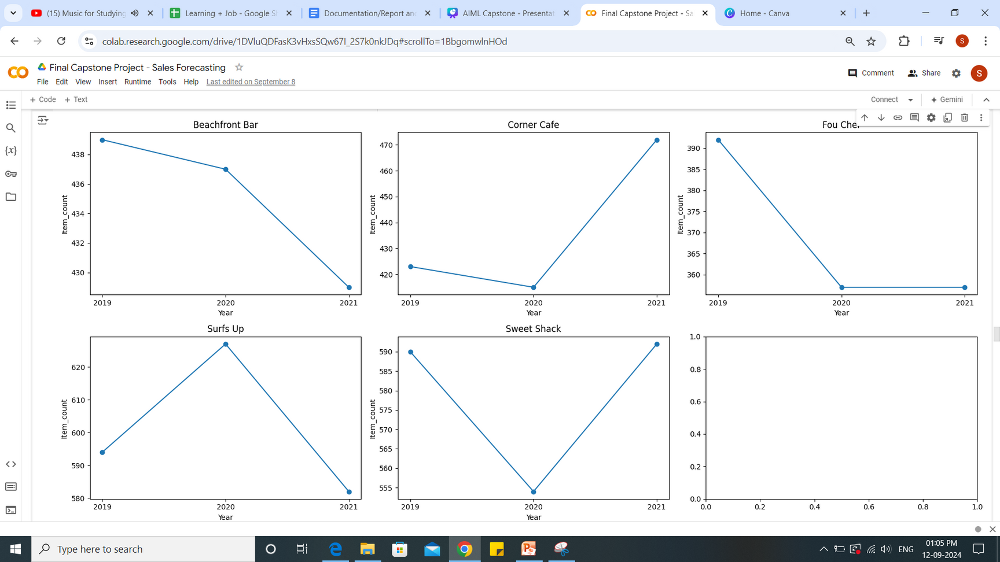 (15) Music for Studying
Learning + Job - Google S
Documentation/Report and
AIML Capstone - Presentat
Final Capstone Project - Sa
Home - Canva
colab.research.google.com/drive/1DVluQDFasK3vHxsSQw67I_2S7k0nkJDq#scrollTo=1BbgomwlnHOd
S
Final Capstone Project - Sales Forecasting
File Edit View Insert Runtime Tools Help Last edited on September 8
Comment Share S
+ Code + Text
Connect Gemini
{x}
Beachfront Bar
438
436
434
432
430
Item_count
2019 2020 2021
Year
Corner Cafe
470
460
450
440
430
420
Item_count
2019 2020 2021
Year
Fou Cher
390
385
380
375
370
365
360
Item_count
2019 2020 2021
Year
Surfs Up
620
610
600
590
580
Item_count
2019 2020 2021
Year
Sweet Shack
590
585
580
575
570
565
560
555
Item_count
2019 2020 2021
Year
1.0
0.8
0.6
0.4
0.2
0.0
0.0 0.2 0.4 0.6 0.8 1.0
Type here to search
ENG
01:05 PM
12-09-2024